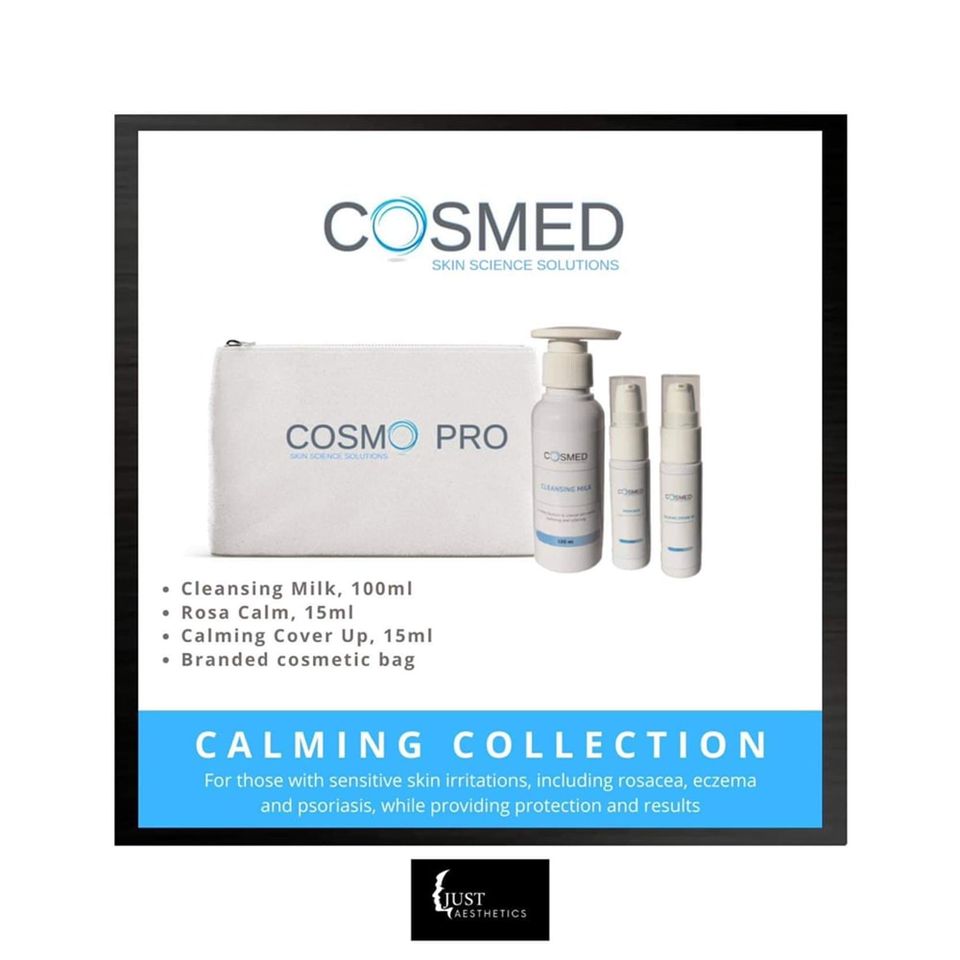 COSMED
SKIN SCIENCE SOLUTIONS
COSMO PRO
SKIN SCIENCE SOLUTIONS
COSMED
CLEANSING MILK
100 ml
COSMED
COSMED
• Cleansing Milk, 100ml
• Rosa Calm, 15ml
• Calming Cover Up, 15ml
• Branded cosmetic bag
CALMING COLLECTION
For those with sensitive skin irritations, including rosacea, eczema
and psoriasis, while providing protection and results
JUST
AESTHETICS